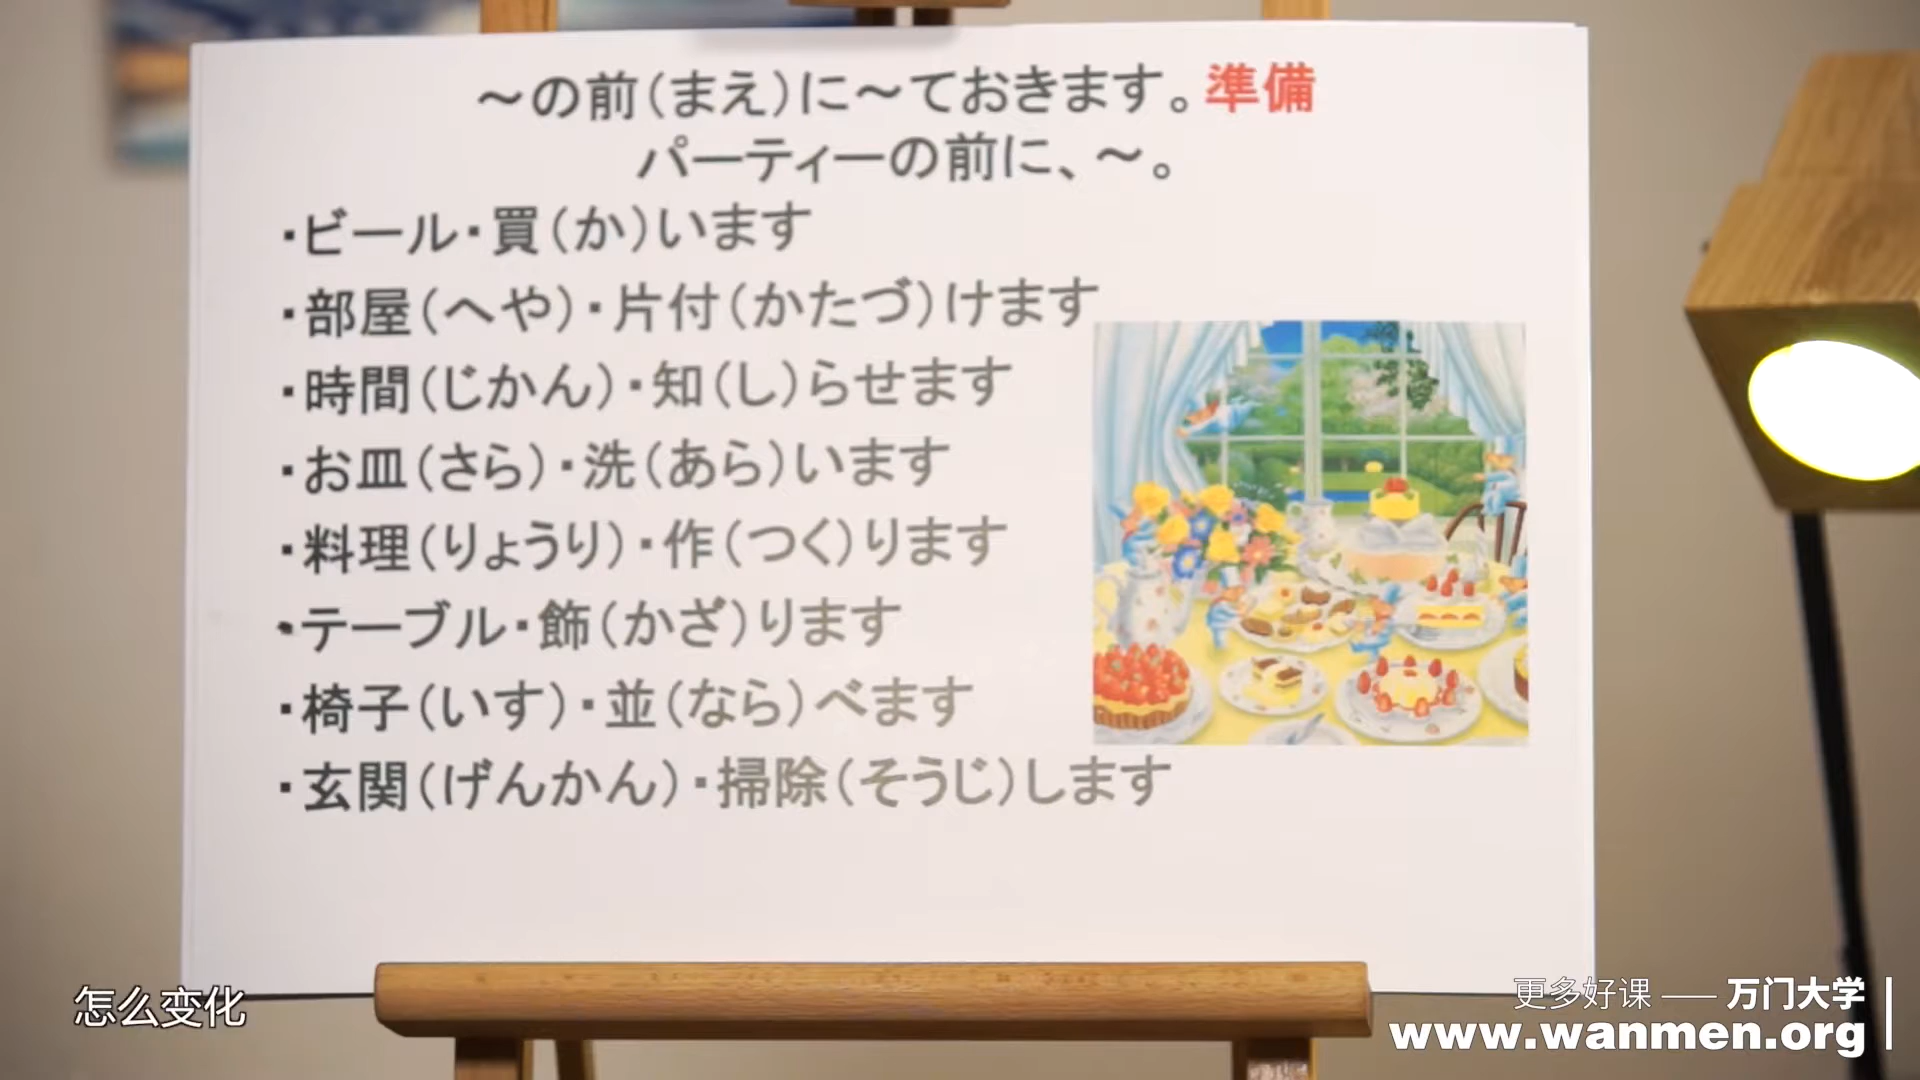 ～の前（まえ）に～ておきます。準備
パーティーの前に、～。
・ビール・買（か）います
・部屋（へや）・片付（かたづ）けます
・時間（じかん）・知（し）らせます
・お皿（さら）・洗（あら）います
・料理（りょうり）・作（つく）ります
・テーブル・飾（かざ）ります
・椅子（いす）・並（なら）べます
・玄関（げんかん）・掃除（そうじ）します
怎么变化
更多好课 —— 万门大学
www.wanmen.org